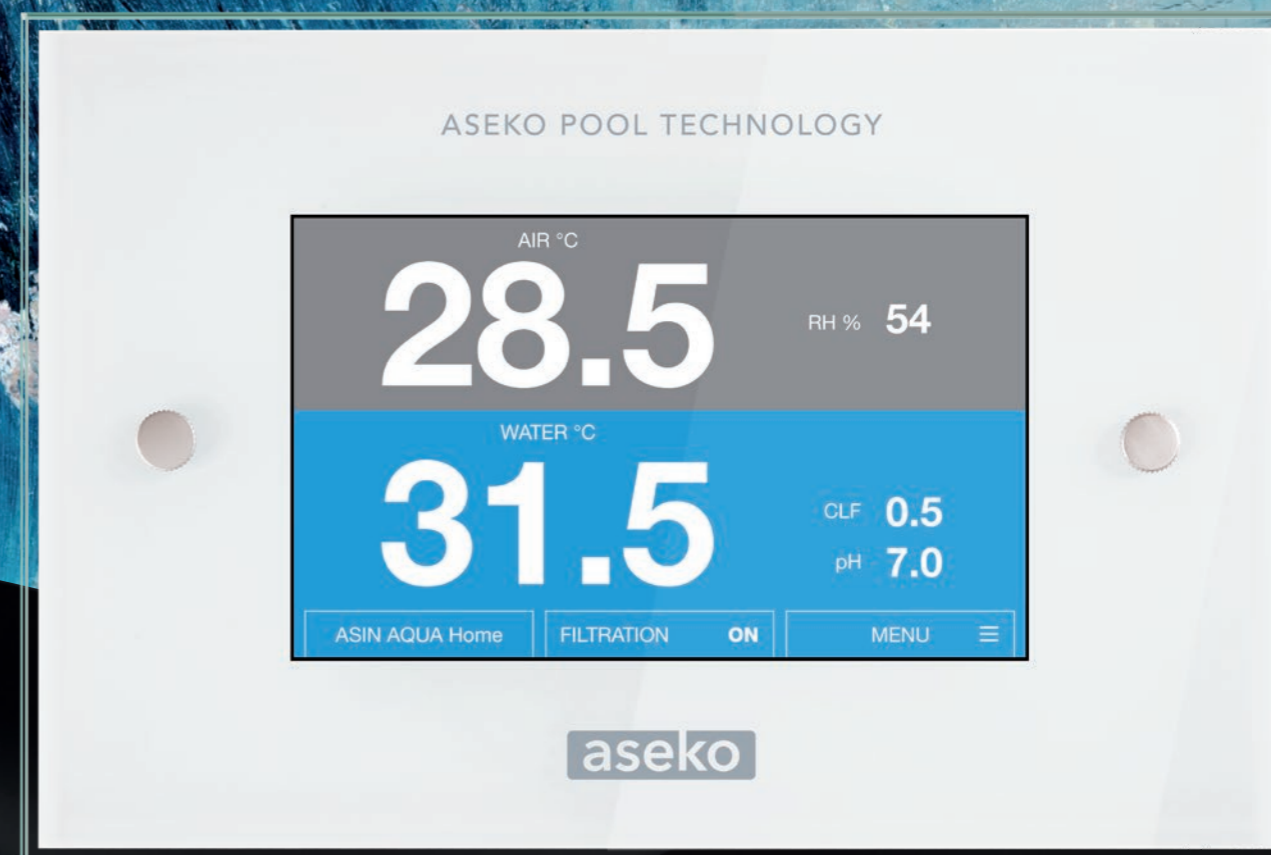 ASEKO POOL TECHNOLOGY
AIR °C
28.5
RH % 54
WATER °C
31.5
CLF 0.5
pH 7.0
ASIN AQUA Home FILTRATION ON MENU ☰
aseko